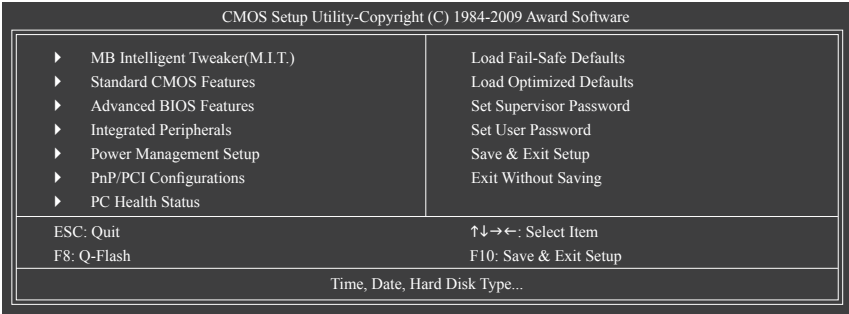 CMOS Setup Utility-Copyright (C) 1984-2009 Award Software
MB Intelligent Tweaker(M.I.T.)
Standard CMOS Features
Advanced BIOS Features
Integrated Peripherals
Power Management Setup
PnP/PCI Configurations
PC Health Status
Load Fail-Safe Defaults
Load Optimized Defaults
Set Supervisor Password
Set User Password
Save & Exit Setup
Exit Without Saving
ESC: Quit
F8: Q-Flash
↑↓→←: Select Item
F10: Save & Exit Setup
Time, Date, Hard Disk Type...